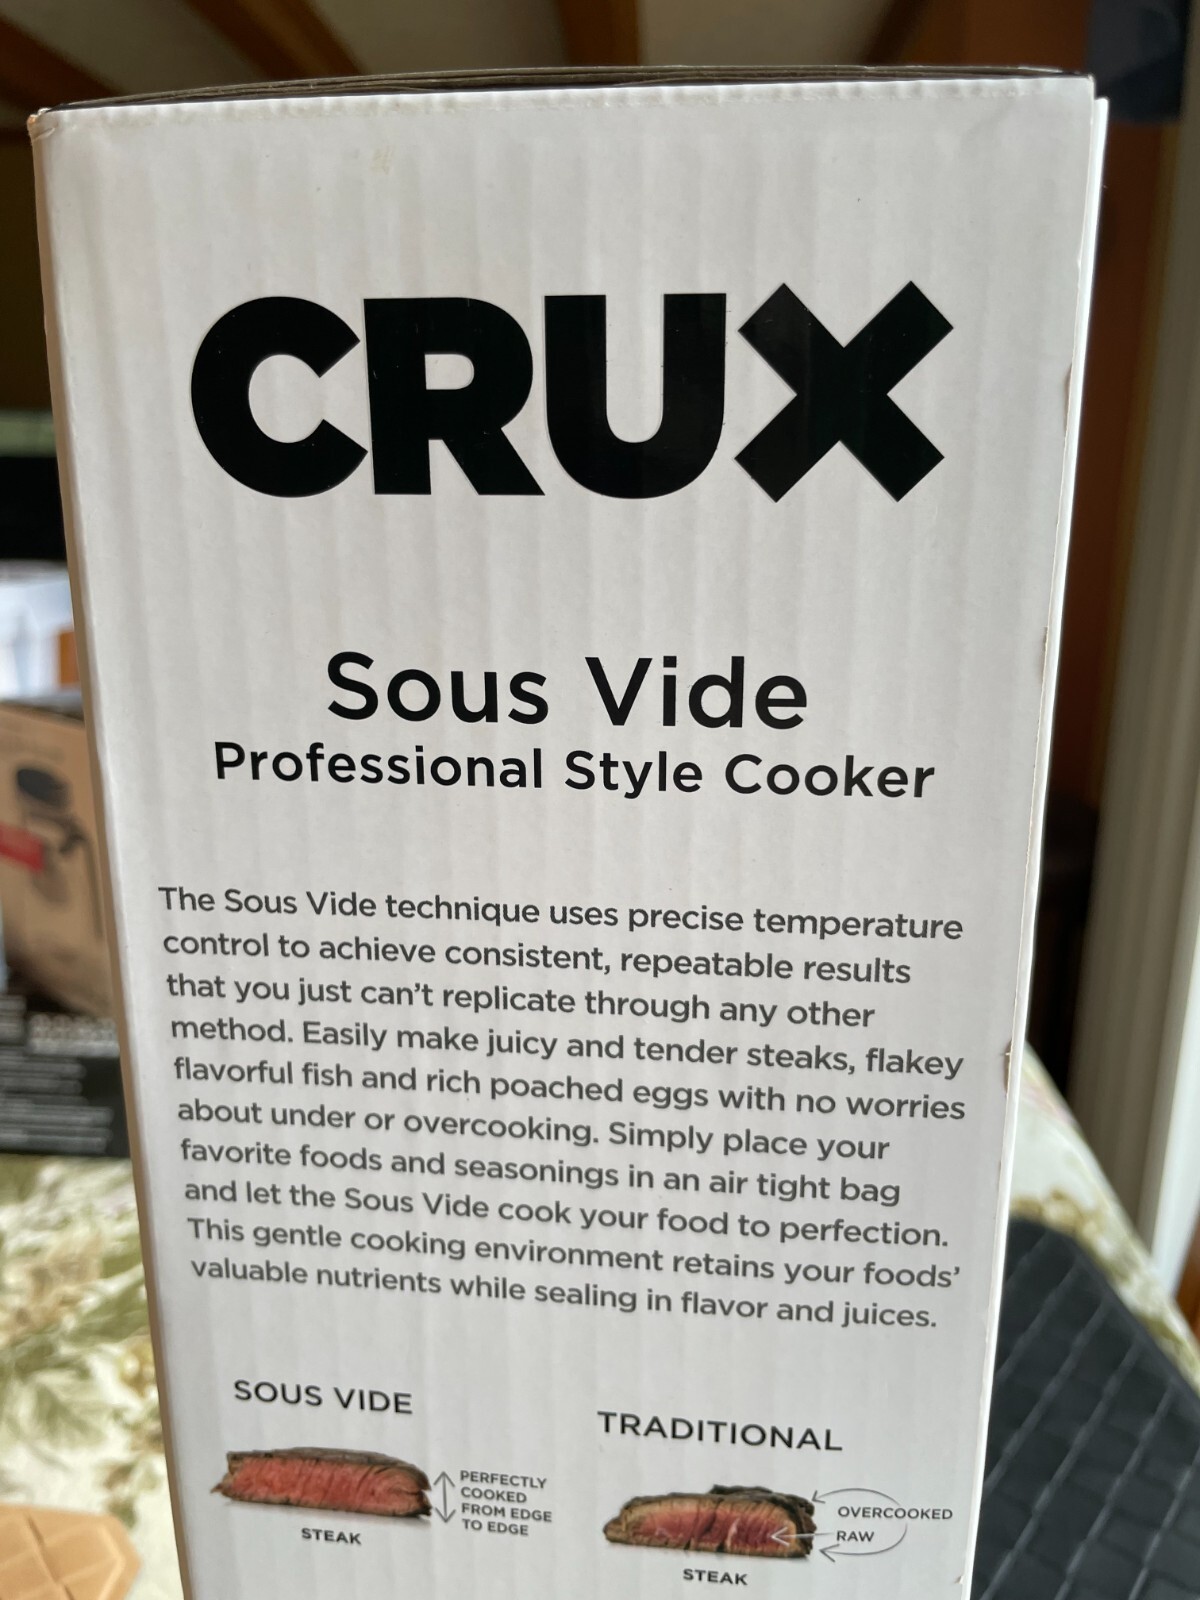 CRUX
Sous Vide
Professional Style Cooker
The Sous Vide technique uses precise temperature
control to achieve consistent, repeatable results
that you just can't replicate through any other
method. Easily make juicy and tender steaks, flakey
flavorful fish and rich poached eggs with no worries
about under or overcooking. Simply place your
favorite foods and seasonings in an air tight bag
and let the Sous Vide cook your food to perfection.
This gentle cooking environment retains your foods'
valuable nutrients while sealing in flavor and juices.
SOUS VIDE
PERFECTLY
COOKED
FROM EDGE
TO EDGE
STEAK
TRADITIONAL
OVERCOOKED
RAW
STEAK